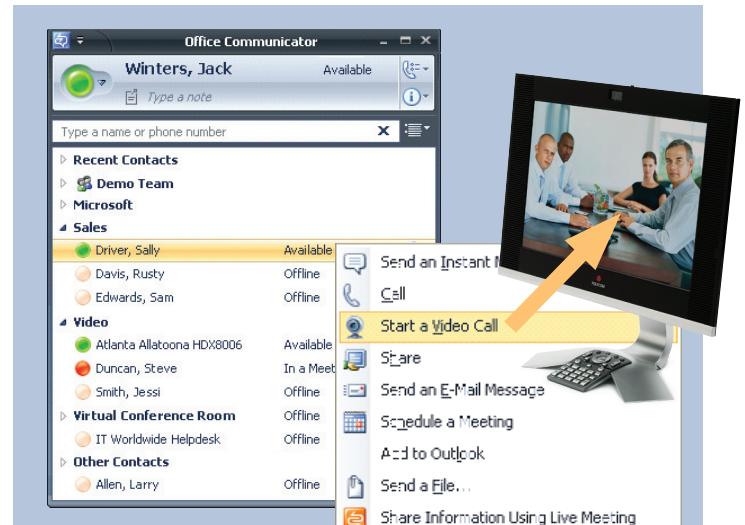 Office Communicator
Winters, Jack Available
Type a note
Type a name or phone number
Recent Contacts
Demo Team
Microsoft
Sales
Driver, Sally Available
Davis, Rusty Offline
Edwards, Sam Offline
Video
Atlanta Allatoona HDX8006 Available
Duncan, Steve In a Meet
Smith, Jessi Offline
Virtual Conference Room Offline
IT Worldwide Helpdesk Offline
Other Contacts
Allen, Larry Offline
Send an Instant
Call
Start a Video Call
Share
Send an E-Mail Message
Schedule a Meeting
Add to Outlook
Send a File...
Share Information Using Live Meeting